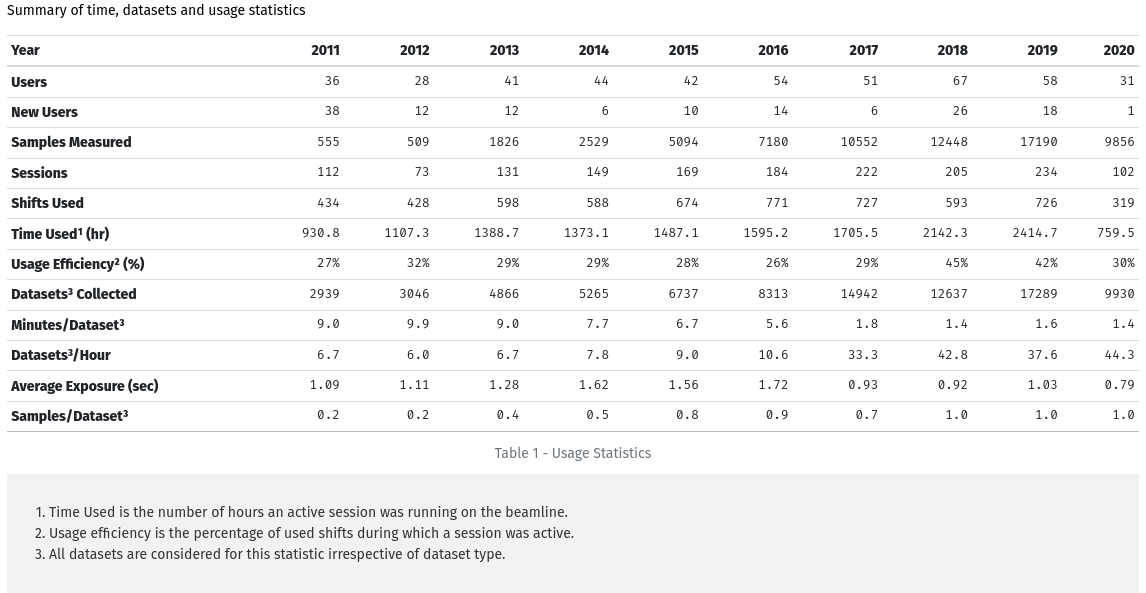 Summary of time, datasets and usage statistics
Year 2011 2012 2013 2014 2015 2016 2017 2018 2019 2020
Users 36 28 41 44 42 54 51 67 58 31
New Users 38 12 12 6 10 14 6 26 18 1
Samples Measured 555 509 1826 2529 5094 7180 10552 12448 17190 9856
Sessions 112 73 131 149 169 184 222 205 234 102
Shifts Used 434 428 598 588 674 771 727 593 726 319
Time Used¹ (hr) 930.8 1107.3 1388.7 1373.1 1487.1 1595.2 1705.5 2142.3 2414.7 759.5
Usage Efficiency² (%) 27% 32% 29% 29% 28% 26% 29% 45% 42% 30%
Datasets³ Collected 2939 3046 4866 5265 6737 8313 14942 12637 17289 9930
Minutes/Dataset³ 9.0 9.9 9.0 7.7 6.7 5.6 1.8 1.4 1.6 1.4
Datasets³/Hour 6.7 6.0 6.7 7.8 9.0 10.6 33.3 42.8 37.6 44.3
Average Exposure (sec) 1.09 1.11 1.28 1.62 1.56 1.72 0.93 0.92 1.03 0.79
Samples/Dataset³ 0.2 0.2 0.4 0.5 0.8 0.9 0.7 1.0 1.0 1.0
Table 1 - Usage Statistics
1. Time Used is the number of hours an active session was running on the beamline.
2. Usage efficiency is the percentage of used shifts during which a session was active.
3. All datasets are considered for this statistic irrespective of dataset type.